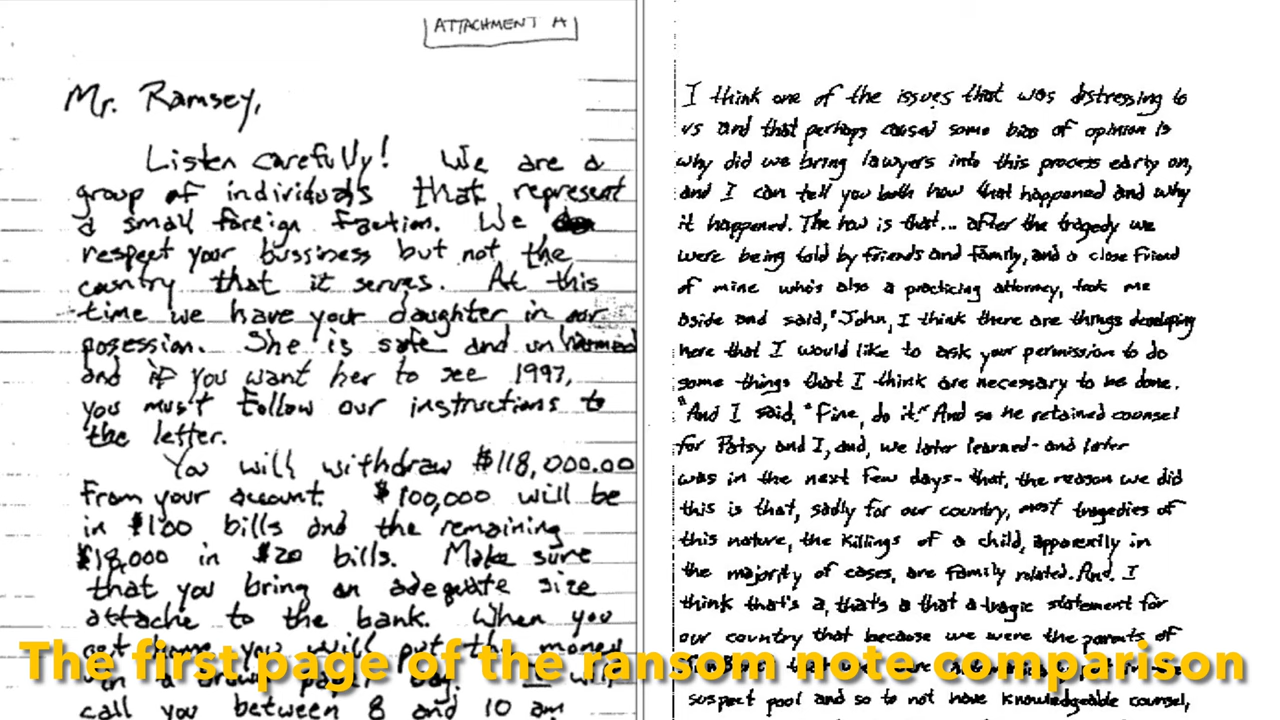 ATTACHMENT A
Mr. Ramsey,
Listen carefully! We are a
group of individuals that represent
a small foreign faction. We
respect your bussiness but not the
country that it serves. At this
time we have your daughter in our
posession. She is safe and unharmed
and if you want her to see 1997,
you must follow our instructions to
the letter.
You will withdraw $118,000.00
from your account. $100,000 will be
in $100 bills and the remaining
$18,000 in $20 bills. Make sure
that you bring an adequate size
attache to the bank. When you
get home you will put the money
in a brown paper bag. I will
call you between 8 and 10 am
I think one of the issues that was distressing to
us and that perhaps caused some bias of opinion is
why did we bring lawyers into this process early on,
and I can tell you both how that happened and why
it happened. The how is that... after the tragedy we
were being told by friends and family, and a close friend
of mine who's also a practicing attorney, took me
aside and said, "John, I think there are things developing
here that I would like to ask your permission to do
some things that I think are necessary to be done.
"And I said, "Fine, do it." And so he retained counsel
for Patsy and I, and, we later learned- and later
was in the next few days- that, the reason we did
this is that, sadly for our country, most tragedies of
this nature, the killings of a child, apparently in
the majority of cases, are family related. And. I
think that's a, that's a that a tragic statement for
our country that because we were the parents of
suspect pool and so to not have knowledgeable counsel,
The first page of the ransom note comparison